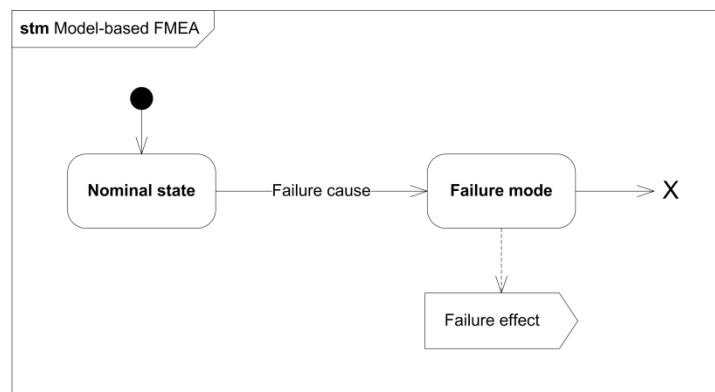 stm Model-based FMEA
Nominal state
Failure cause
Failure mode
X
Failure effect